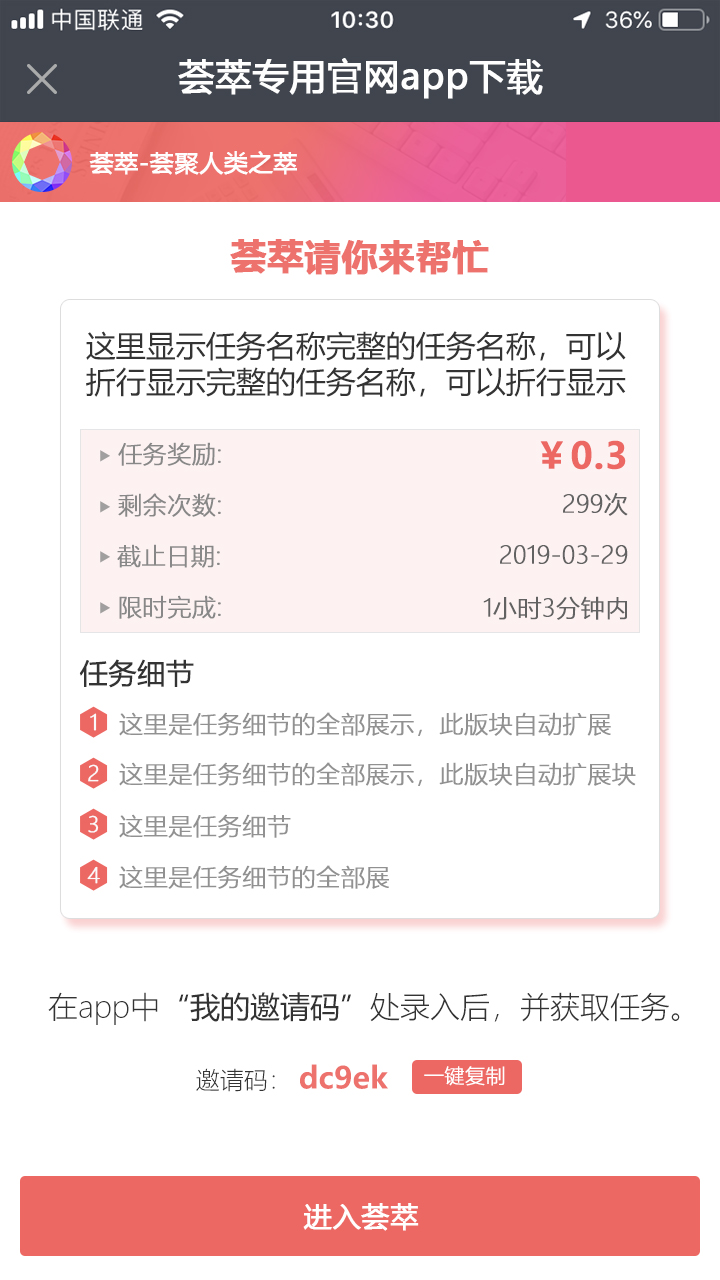 中国联通 10:30 36%
荟萃专用官网app下载
荟萃-荟聚人类之萃
荟萃请你来帮忙
这里显示任务名称完整的任务名称，可以
折行显示完整的任务名称，可以折行显示
任务奖励: ￥0.3
剩余次数: 299次
截止日期: 2019-03-29
限时完成: 1小时3分钟内
任务细节
1 这里是任务细节的全部展示，此版块自动扩展
2 这里是任务细节的全部展示，此版块自动扩展块
3 这里是任务细节
4 这里是任务细节的全部展
在app中“我的邀请码”处录入后，并获取任务。
邀请码： dc9ek 一键复制
进入荟萃